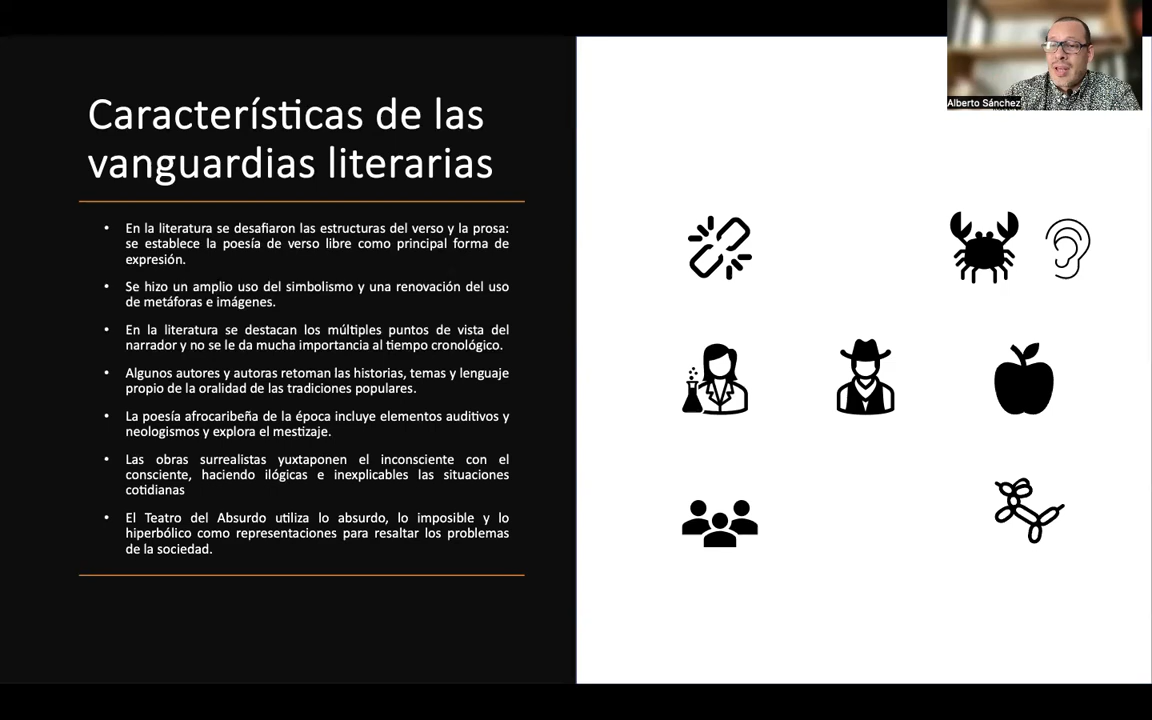 Características de las
vanguardias literarias
• En la literatura se desafiaron las estructuras del verso y la prosa:
se establece la poesía de verso libre como principal forma de
expresión.
• Se hizo un amplio uso del simbolismo y una renovación del uso
de metáforas e imágenes.
• En la literatura se destacan los múltiples puntos de vista del
narrador y no se le da mucha importancia al tiempo cronológico.
• Algunos autores y autoras retoman las historias, temas y lenguaje
propio de la oralidad de las tradiciones populares.
• La poesía afrocaribeña de la época incluye elementos auditivos y
neologismos y explora el mestizaje.
• Las obras surrealistas yuxtaponen el inconsciente con el
consciente, haciendo ilógicas e inexplicables las situaciones
cotidianas
• El Teatro del Absurdo utiliza lo absurdo, lo imposible y lo
hiperbólico como representaciones para resaltar los problemas
de la sociedad.
Alberto Sánchez